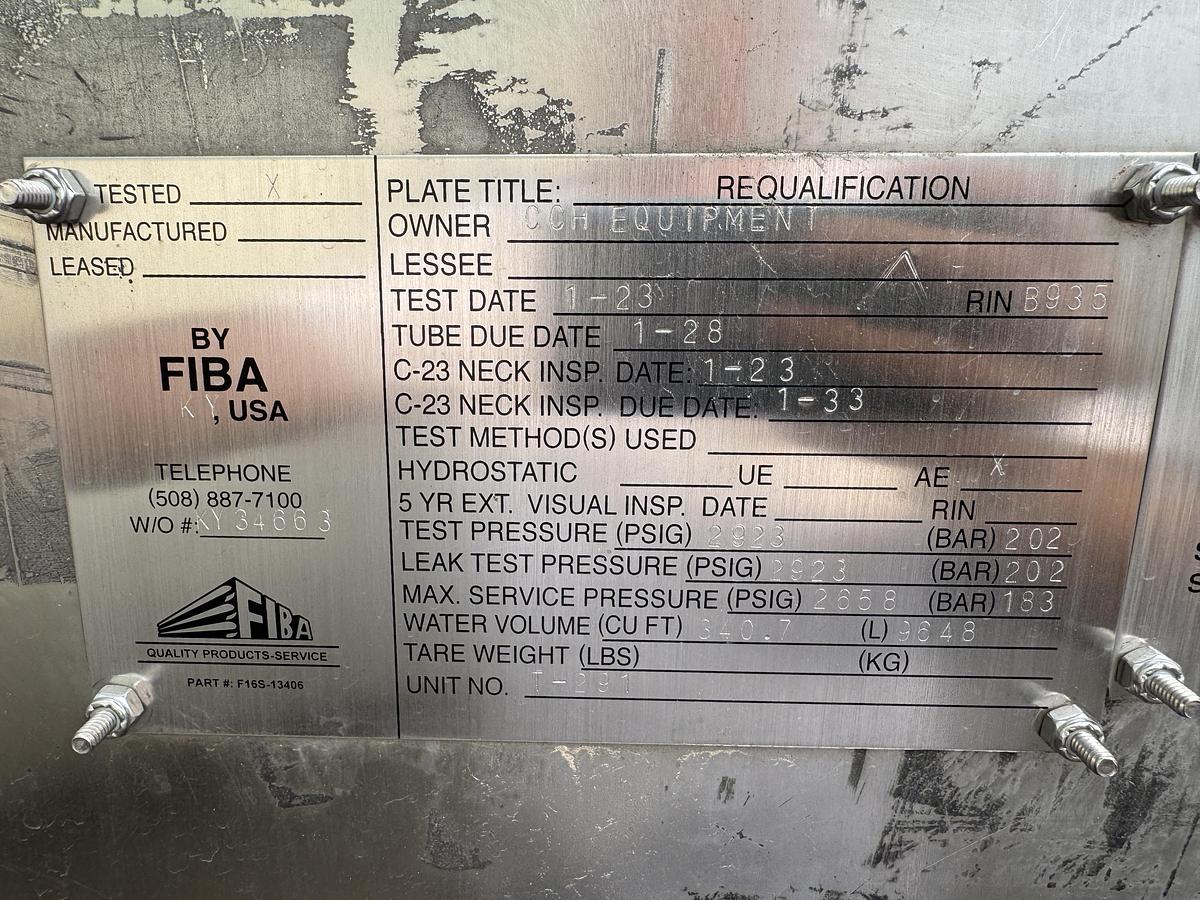 TESTED X
MANUFACTURED
LEASED
BY
FIBA
KY, USA
TELEPHONE
(508) 887-7100
W/O #: KY34663
FIBA
QUALITY PRODUCTS-SERVICE
PART #: F16S-13406
PLATE TITLE: REQUALIFICATION
OWNER CCH EQUIPMENT
LESSEE
TEST DATE 1-23 RIN B935
TUBE DUE DATE 1-28
C-23 NECK INSP. DATE: 1-23
C-23 NECK INSP. DUE DATE: 1-33
TEST METHOD(S) USED
HYDROSTATIC UE AE X
5 YR EXT. VISUAL INSP. DATE RIN
TEST PRESSURE (PSIG) 2923 (BAR) 202
LEAK TEST PRESSURE (PSIG) 2923 (BAR) 202
MAX. SERVICE PRESSURE (PSIG) 2658 (BAR) 183
WATER VOLUME (CU FT) 340.7 (L) 9648
TARE WEIGHT (LBS) (KG)
UNIT NO. T-291